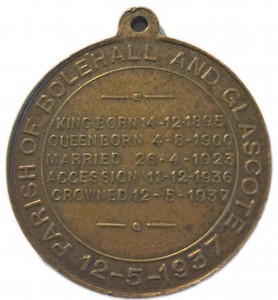 PARISH OF BOLEHALL AND GLASCOTE
KING BORN 14-12-1895
QUEEN BORN 4-8-1900
MARRIED 26-4-1923
ACCESSION 11-12-1936
CROWNED 12-5-1937
12-5-1937